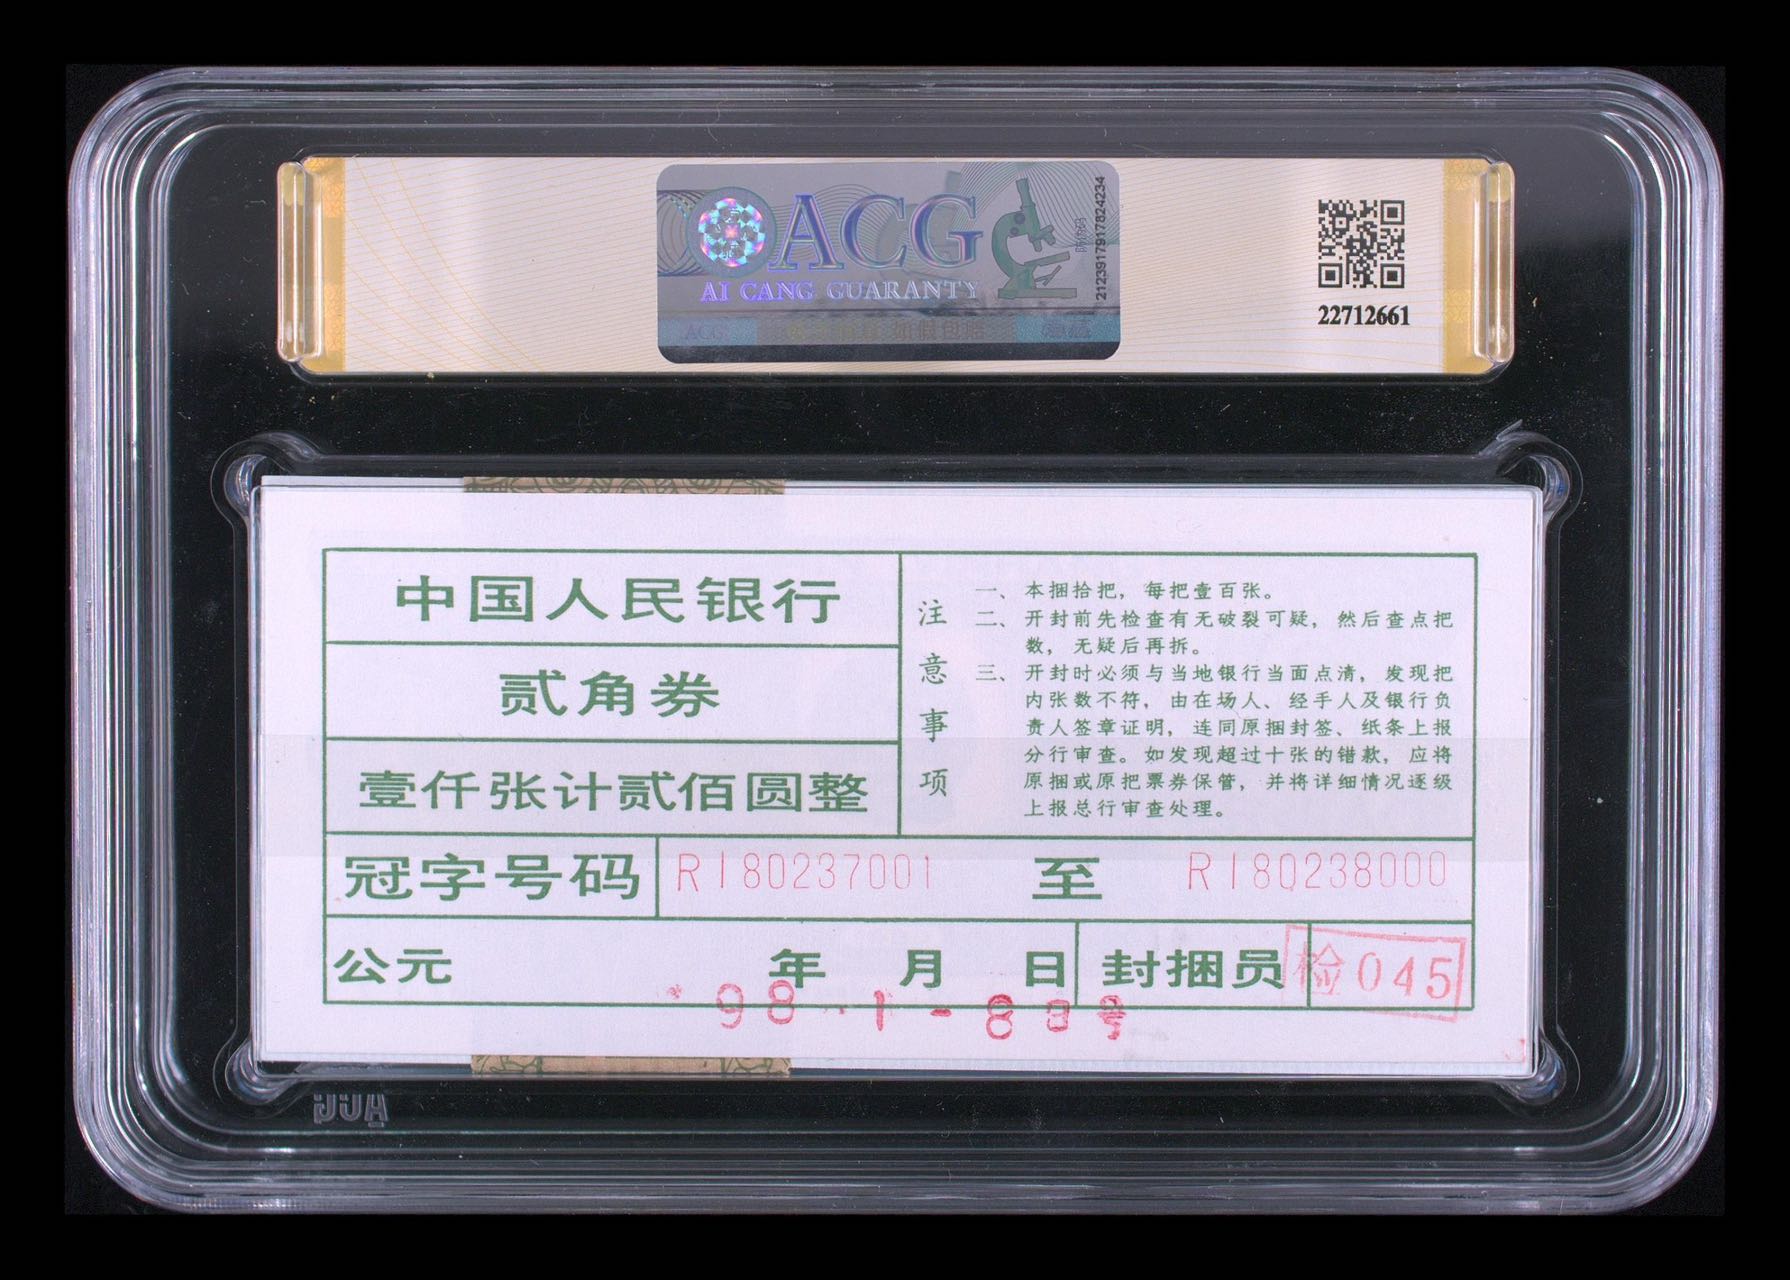 ACG
AI CANG GUARANTY
ACG
2123917917824234
22712661
中国人民银行
贰角券
壹仟张计贰佰圆整
注意事项
一、本捆拾把，每把壹百张。
二、开封前先检查有无破裂可疑，然后查点把
数，无疑后再拆。
三、开封时必须与当地银行当面点清，发现把
内张数不符，由在场人、经手人及银行负
责人签章证明，连同原捆封签、纸条上报
分行审查。如发现超过十张的错款，应将
原捆或原把票券保管，并将详细情况逐级
上报总行审查处理。
冠字号码 RI80237001 至 RI80238000
公元 年 月 日 封捆员 检045
98 1-8
ACG